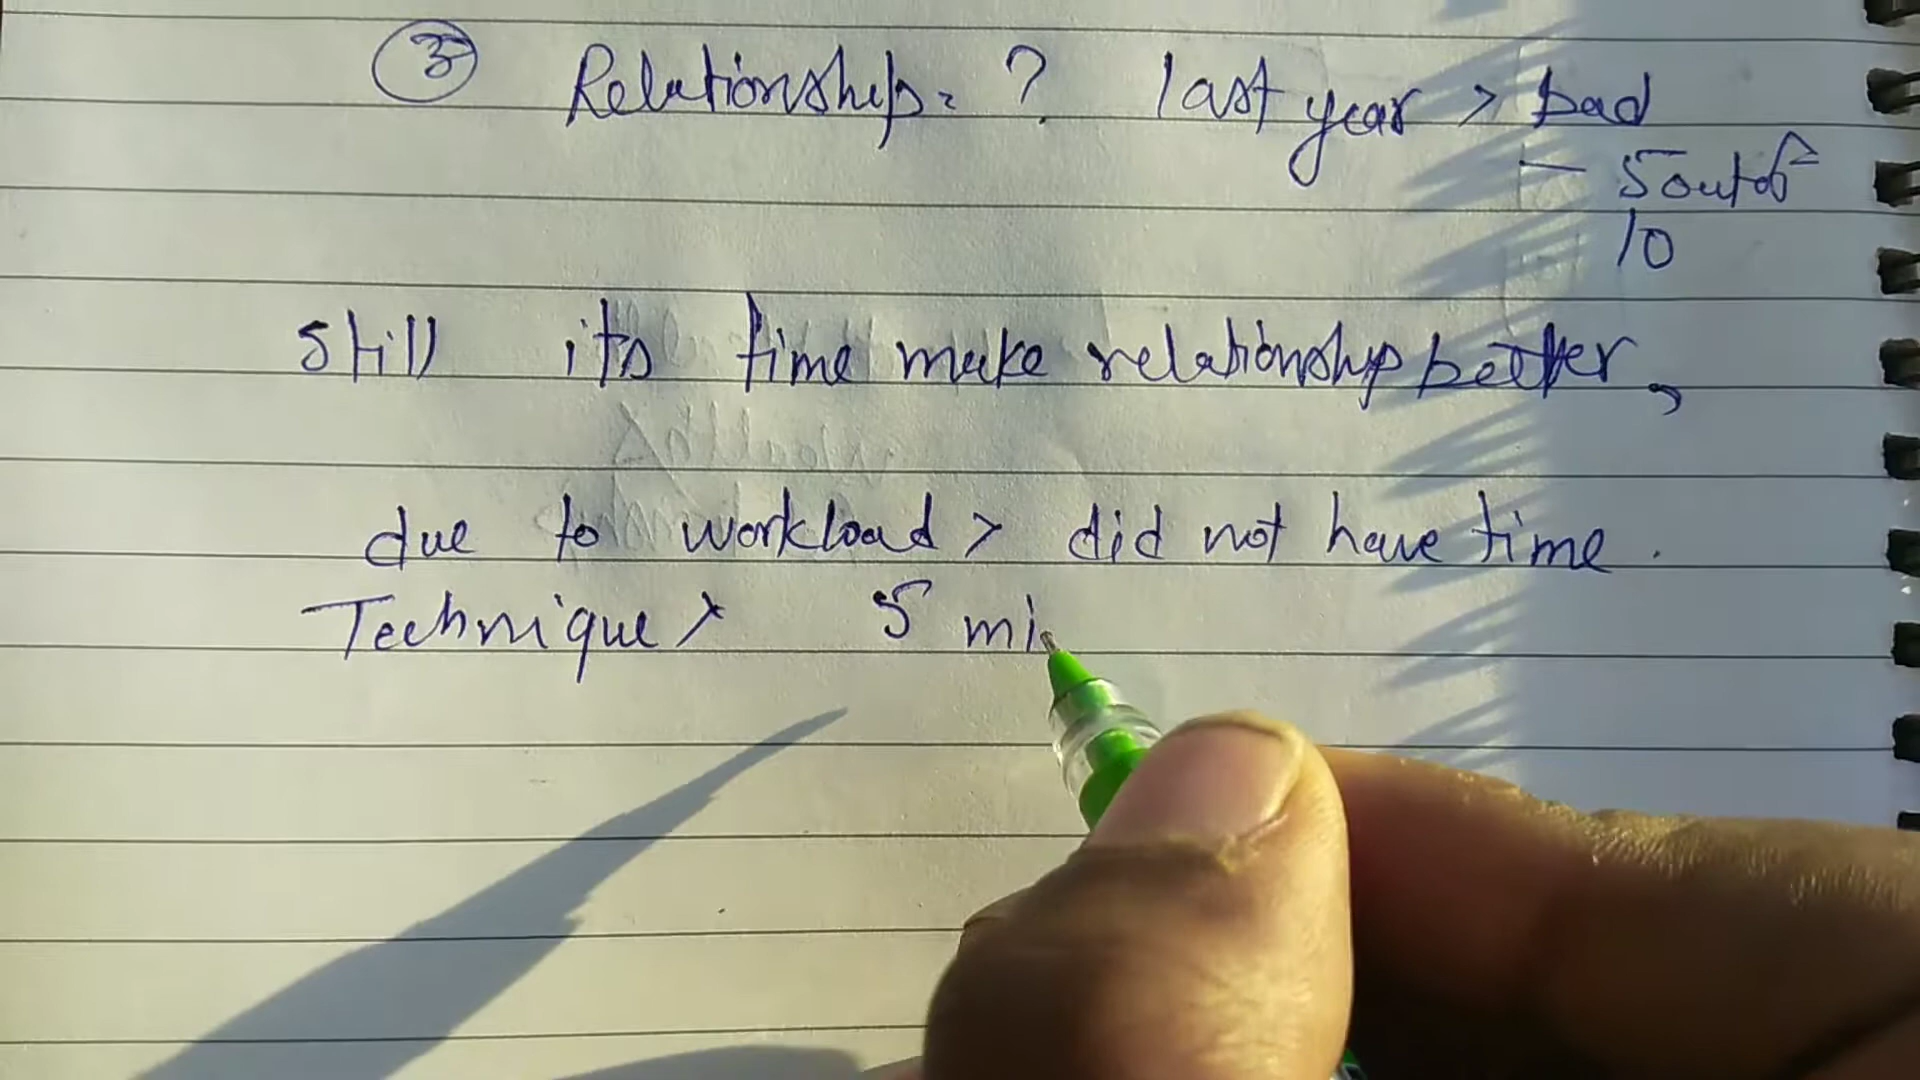 3 Relationship = ? last year > bad
— 5 out of
10
still its time make relationship better,
due to workload > did not have time.
Technique > 5 mi